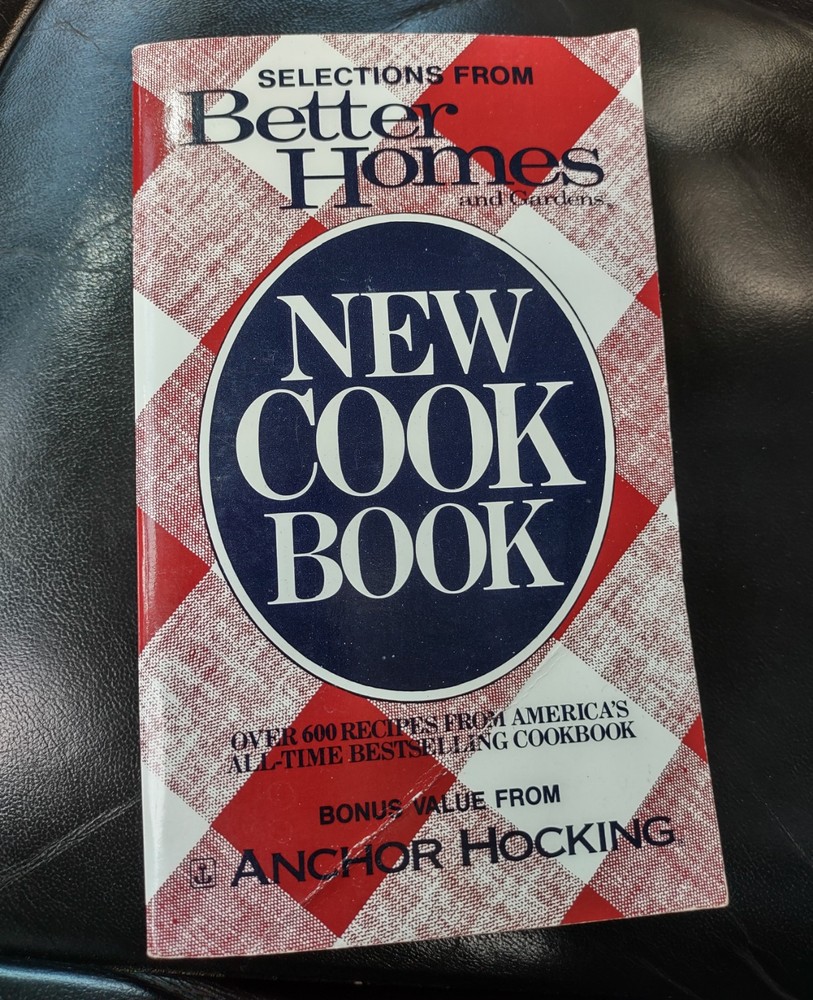 SELECTIONS FROM
Better
Homes
and Gardens®
NEW
COOK
BOOK
OVER 600 RECIPES FROM AMERICA'S
ALL-TIME BESTSELLING COOKBOOK
BONUS VALUE FROM
ANCHOR HOCKING